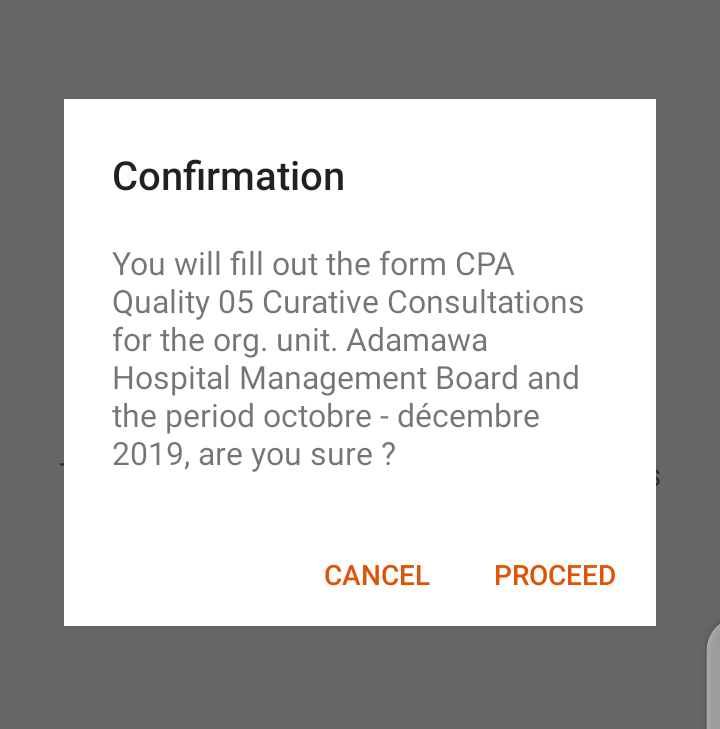 Confirmation
You will fill out the form CPA
Quality 05 Curative Consultations
for the org. unit. Adamawa
Hospital Management Board and
the period octobre - décembre
2019, are you sure ?
CANCEL PROCEED